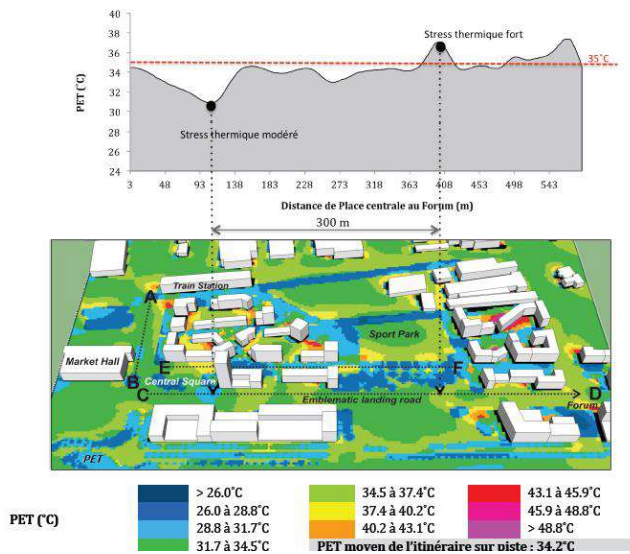 40
38
36
34
32
30
28
26
24
PET (°C)
Stress thermique fort
35°C
Stress thermique modéré
3 48 93 138 183 228 273 318 363 408 453 498 543
Distance de Place centrale au Forum (m)
300 m
Train Station
A
Sport Park
Market Hall
E F
B Central Square
C Emblematic landing road D
Forum
PET
PET (°C)
> 26.0°C 34.5 à 37.4°C 43.1 à 45.9°C
26.0 à 28.8°C 37.4 à 40.2°C 45.9 à 48.8°C
28.8 à 31.7°C 40.2 à 43.1°C > 48.8°C
31.7 à 34.5°C PET moyen de l'itinéraire sur piste : 34.2°C